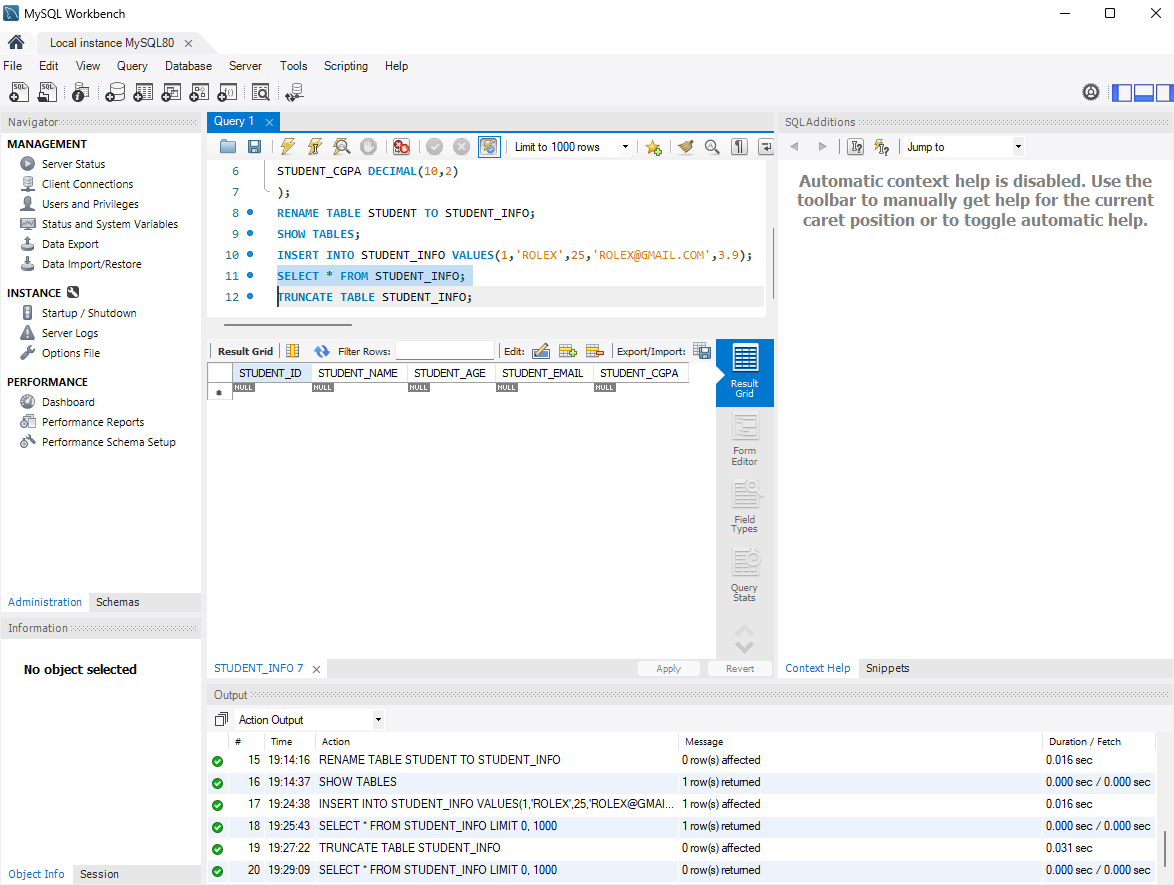 MySQL Workbench
Local instance MySQL80
File Edit View Query Database Server Tools Scripting Help
Navigator
MANAGEMENT
Server Status
Client Connections
Users and Privileges
Status and System Variables
Data Export
Data Import/Restore
INSTANCE
Startup / Shutdown
Server Logs
Options File
PERFORMANCE
Dashboard
Performance Reports
Performance Schema Setup
Administration Schemas
Information
No object selected
Object Info Session
Query 1
Limit to 1000 rows
6 STUDENT_CGPA DECIMAL(10,2)
7 );
8 RENAME TABLE STUDENT TO STUDENT_INFO;
9 SHOW TABLES;
10 INSERT INTO STUDENT_INFO VALUES(1,'ROLEX',25,'ROLEX@GMAIL.COM',3.9);
11 SELECT * FROM STUDENT_INFO;
12 TRUNCATE TABLE STUDENT_INFO;
Result Grid Filter Rows: Edit: Export/Import:
STUDENT_ID STUDENT_NAME STUDENT_AGE STUDENT_EMAIL STUDENT_CGPA
NULL NULL NULL NULL NULL
Result
Grid
Form
Editor
Field
Types
Query
Stats
STUDENT_INFO 7 Apply Revert
SQLAdditions
Jump to
Automatic context help is disabled. Use the
toolbar to manually get help for the current
caret position or to toggle automatic help.
Context Help Snippets
Output
Action Output
# Time Action Message Duration / Fetch
15 19:14:16 RENAME TABLE STUDENT TO STUDENT_INFO 0 row(s) affected 0.016 sec
16 19:14:37 SHOW TABLES 1 row(s) returned 0.000 sec / 0.000 sec
17 19:24:38 INSERT INTO STUDENT_INFO VALUES(1,'ROLEX',25,'ROLEX@GMAI... 1 row(s) affected 0.016 sec
18 19:25:43 SELECT * FROM STUDENT_INFO LIMIT 0, 1000 1 row(s) returned 0.000 sec / 0.000 sec
19 19:27:22 TRUNCATE TABLE STUDENT_INFO 0 row(s) affected 0.031 sec
20 19:29:09 SELECT * FROM STUDENT_INFO LIMIT 0, 1000 0 row(s) returned 0.000 sec / 0.000 sec